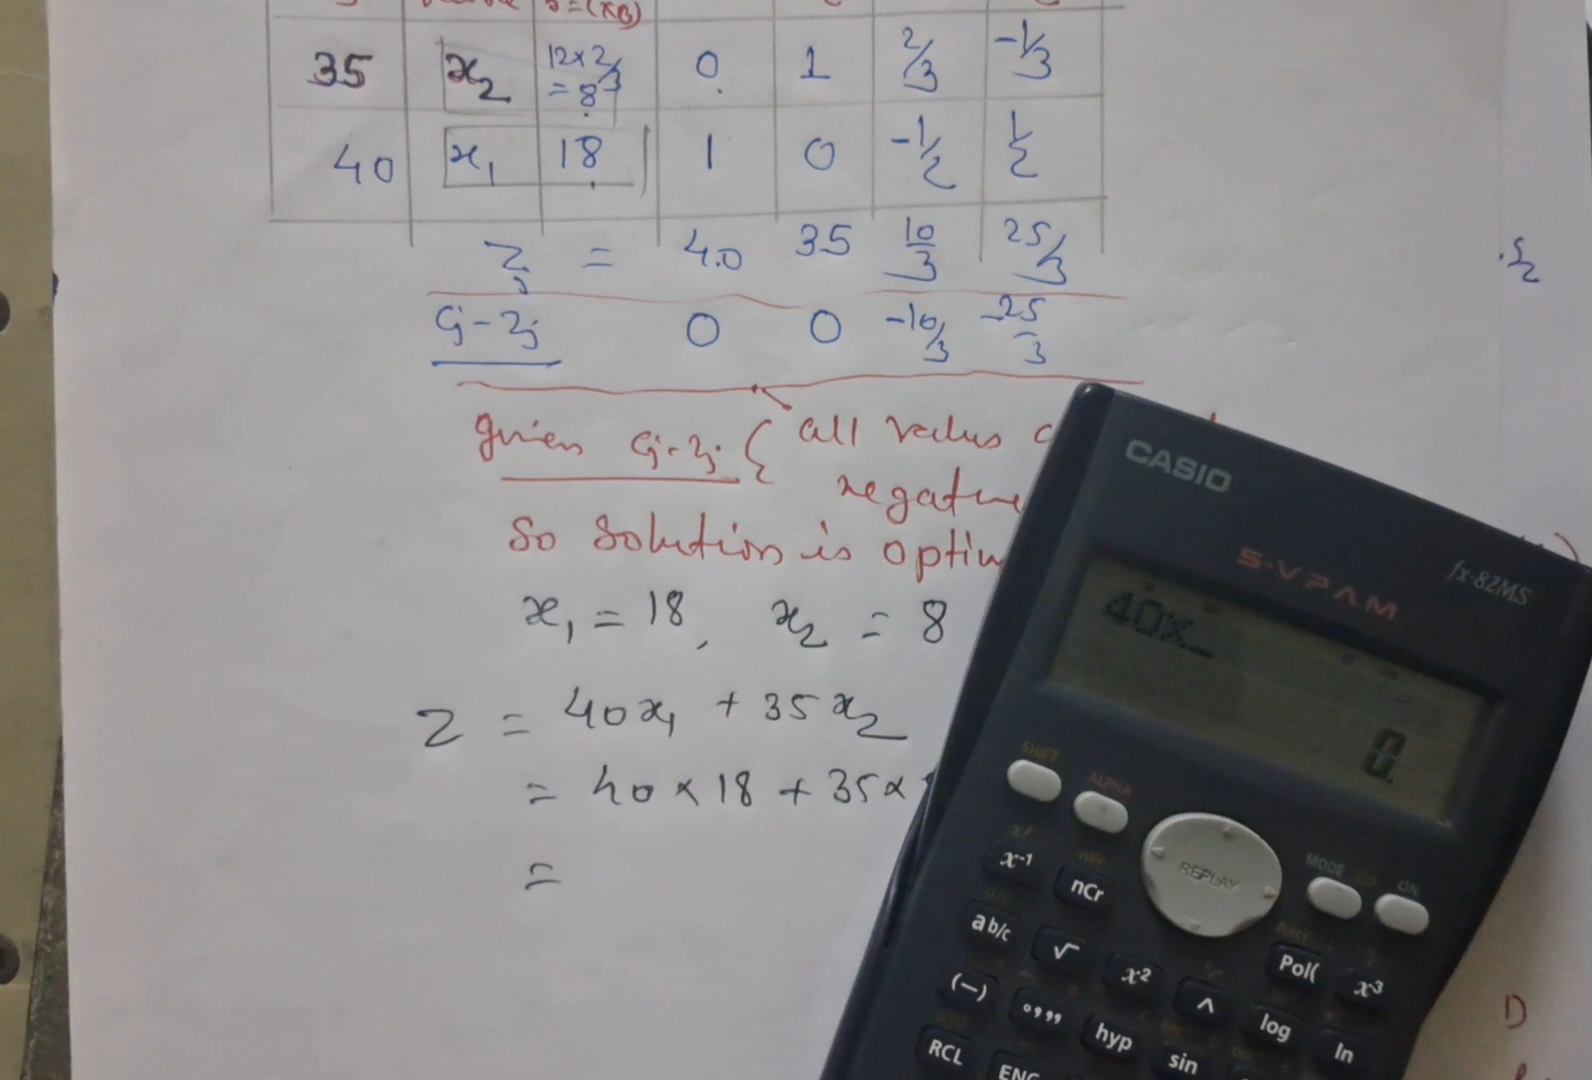 = (XB)
35 x2 12×2/3 = 8 0 1 2/3 -1/3
40 x1 18 1 0 -1/2 1/2
Zj = 40 35 10/3 25/3
Cj-Zj 0 0 -10/3 -25/3
given Cj-Zj { all values
negative
So solution is optim
x1 = 18, x2 = 8
Z = 40x1 + 35x2
= 40 × 18 + 35 ×
=
CASIO
S-V.P.A.M.
fx-82MS
40×_
0.
SHIFT ALPHA REPLAY MODE CLR ON
x-1 nCr Pol( x3
ab/c √ x2 ^ log ln
(−) °,,, hyp sin
RCL ENG
D